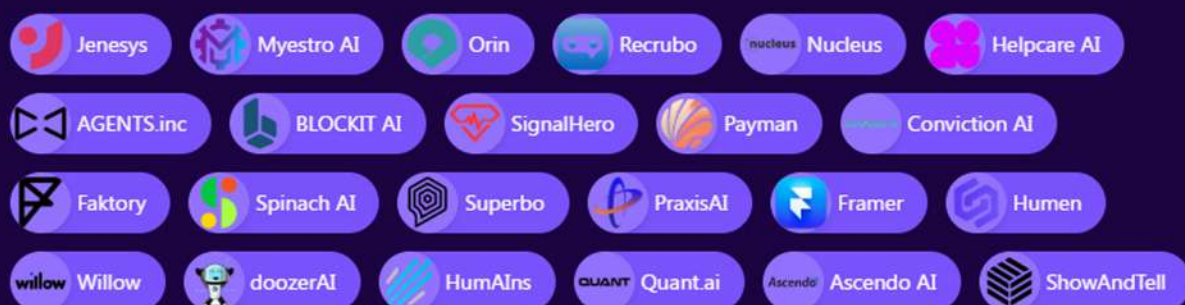 Jenesys Myestro AI Orin Recrubo nucleus Nucleus Helpcare AI
AGENTS.inc BLOCKIT AI SignalHero Payman Conviction AI
Faktory Spinach AI Superbo PraxisAI Framer Humen
willow Willow doozerAI HumAIns QUANT Quant.ai Ascendo Ascendo AI ShowAndTell